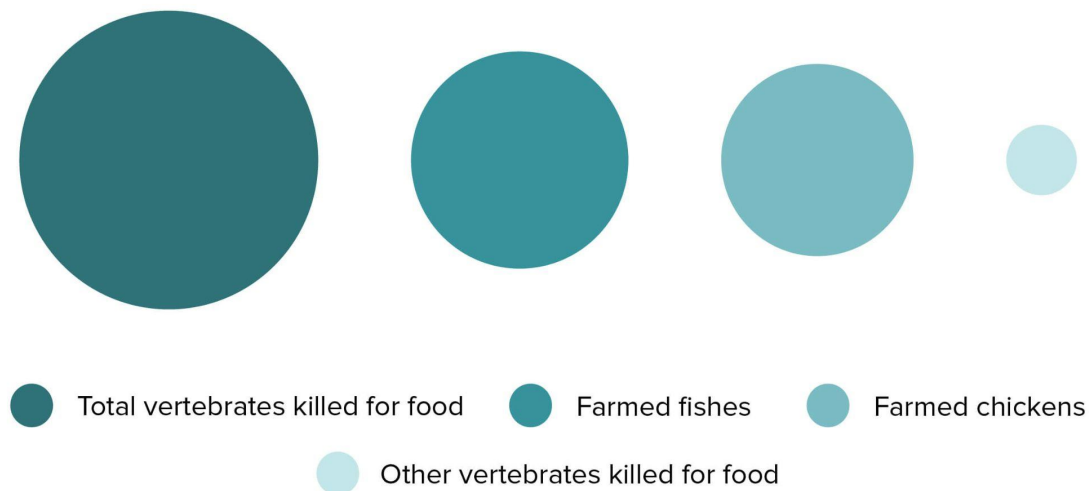 Total vertebrates killed for food
Farmed fishes
Farmed chickens
Other vertebrates killed for food